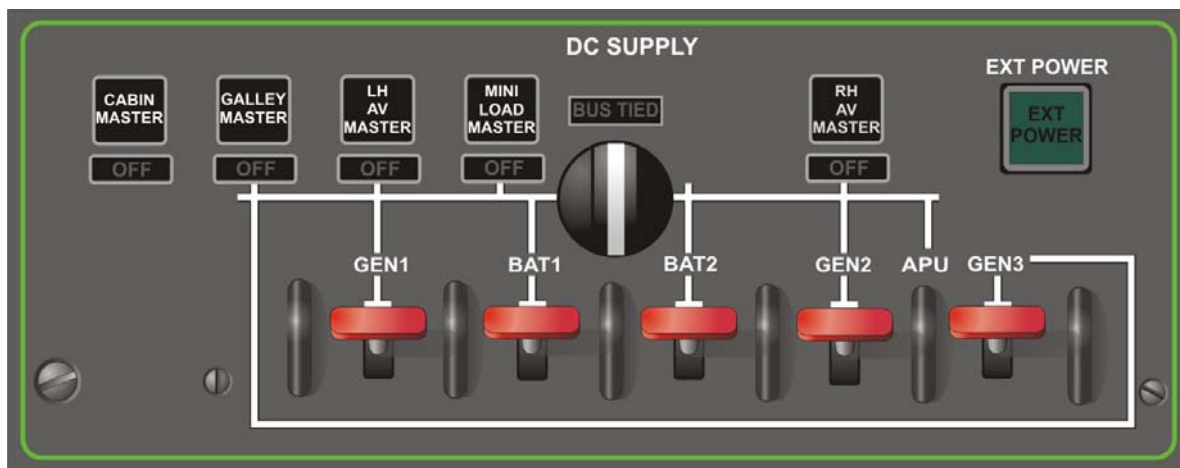 DC SUPPLY
EXT POWER
CABIN
MASTER
OFF
GALLEY
MASTER
OFF
LH
AV
MASTER
OFF
MINI
LOAD
MASTER
OFF
BUS TIED
RH
AV
MASTER
OFF
EXT
POWER
GEN1
BAT1
BAT2
GEN2
APU
GEN3